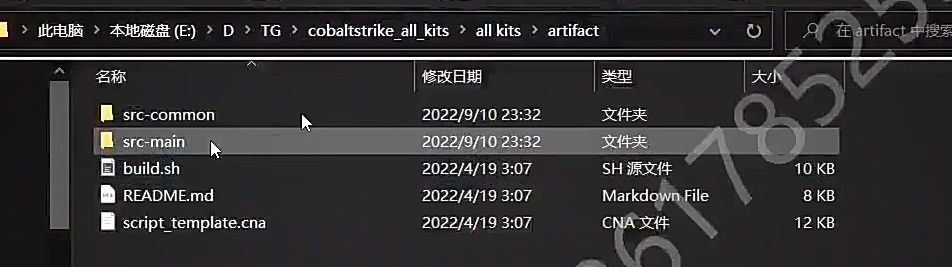 此电脑 > 本地磁盘 (E:) > D > TG > cobaltstrike_all_kits > all kits > artifact
在 artifact 中搜索
名称 修改日期 类型 大小
src-common 2022/9/10 23:32 文件夹
src-main 2022/9/10 23:32 文件夹
build.sh 2022/4/19 3:07 SH 源文件 10 KB
README.md 2022/4/19 3:07 Markdown File 8 KB
script_template.cna 2022/4/19 3:07 CNA 文件 12 KB